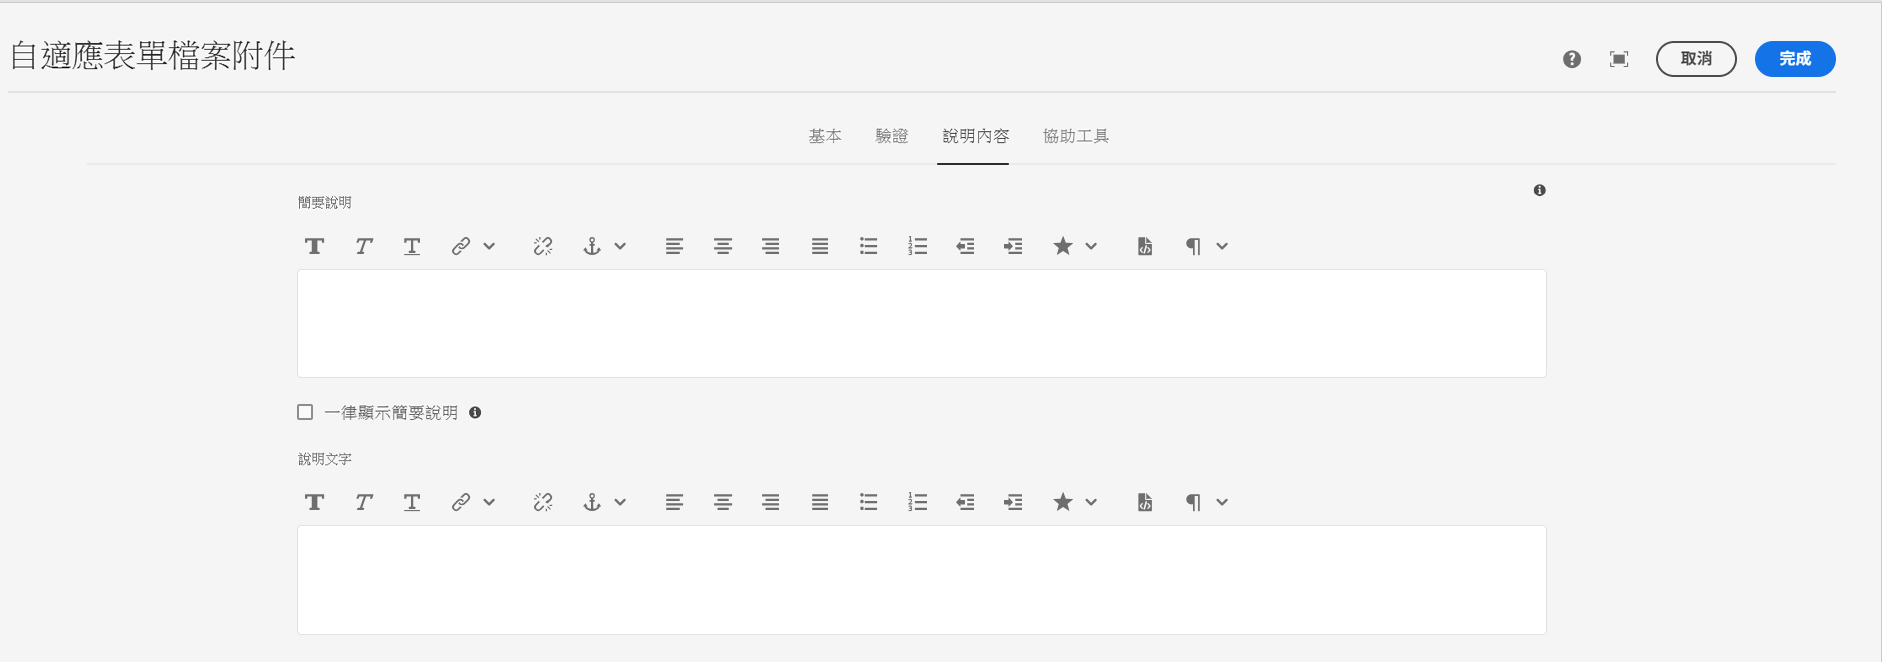 自適應表單檔案附件
取消
完成
基本 驗證 說明內容 協助工具
簡要說明
一律顯示簡要說明
說明文字